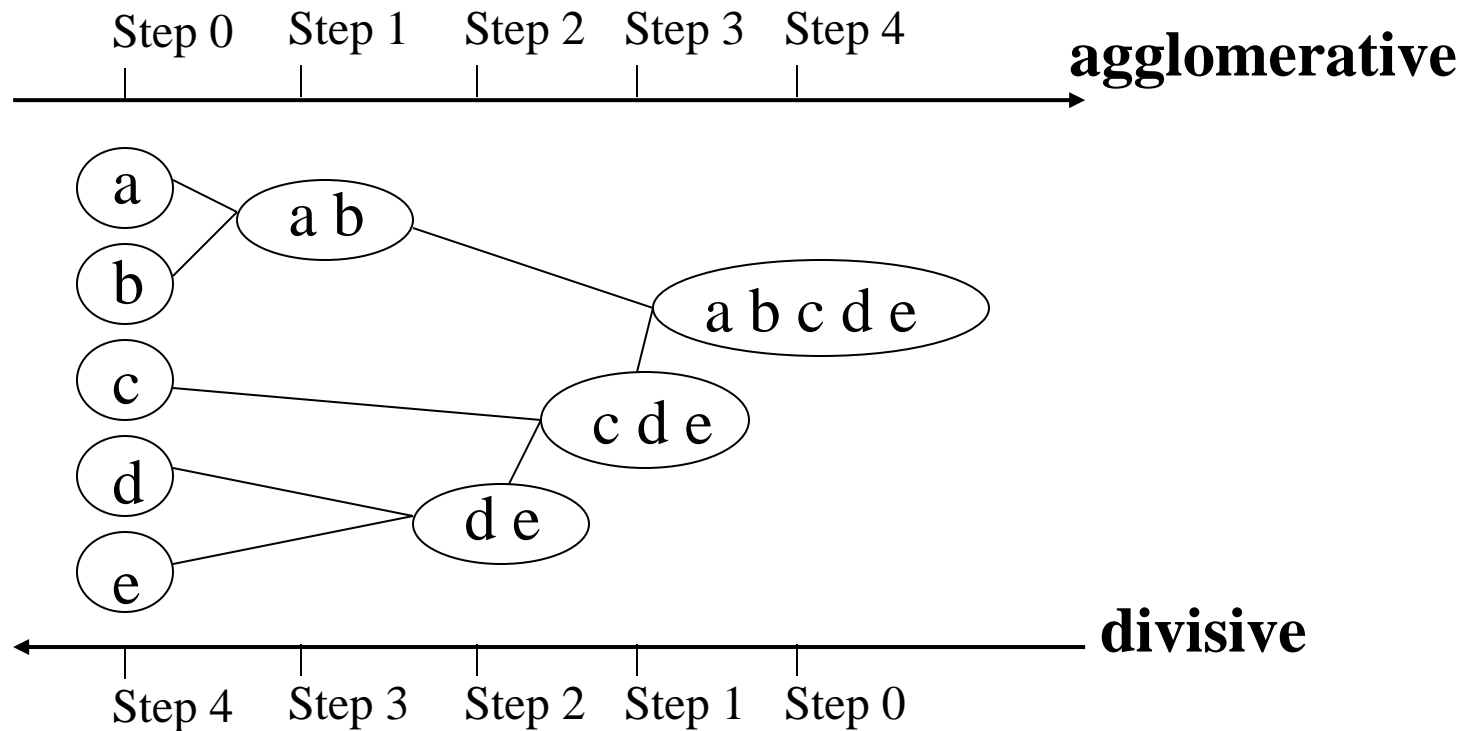 Step 0 Step 1 Step 2 Step 3 Step 4
agglomerative
a
a b
b
a b c d e
c
c d e
d
d e
e
divisive
Step 4 Step 3 Step 2 Step 1 Step 0